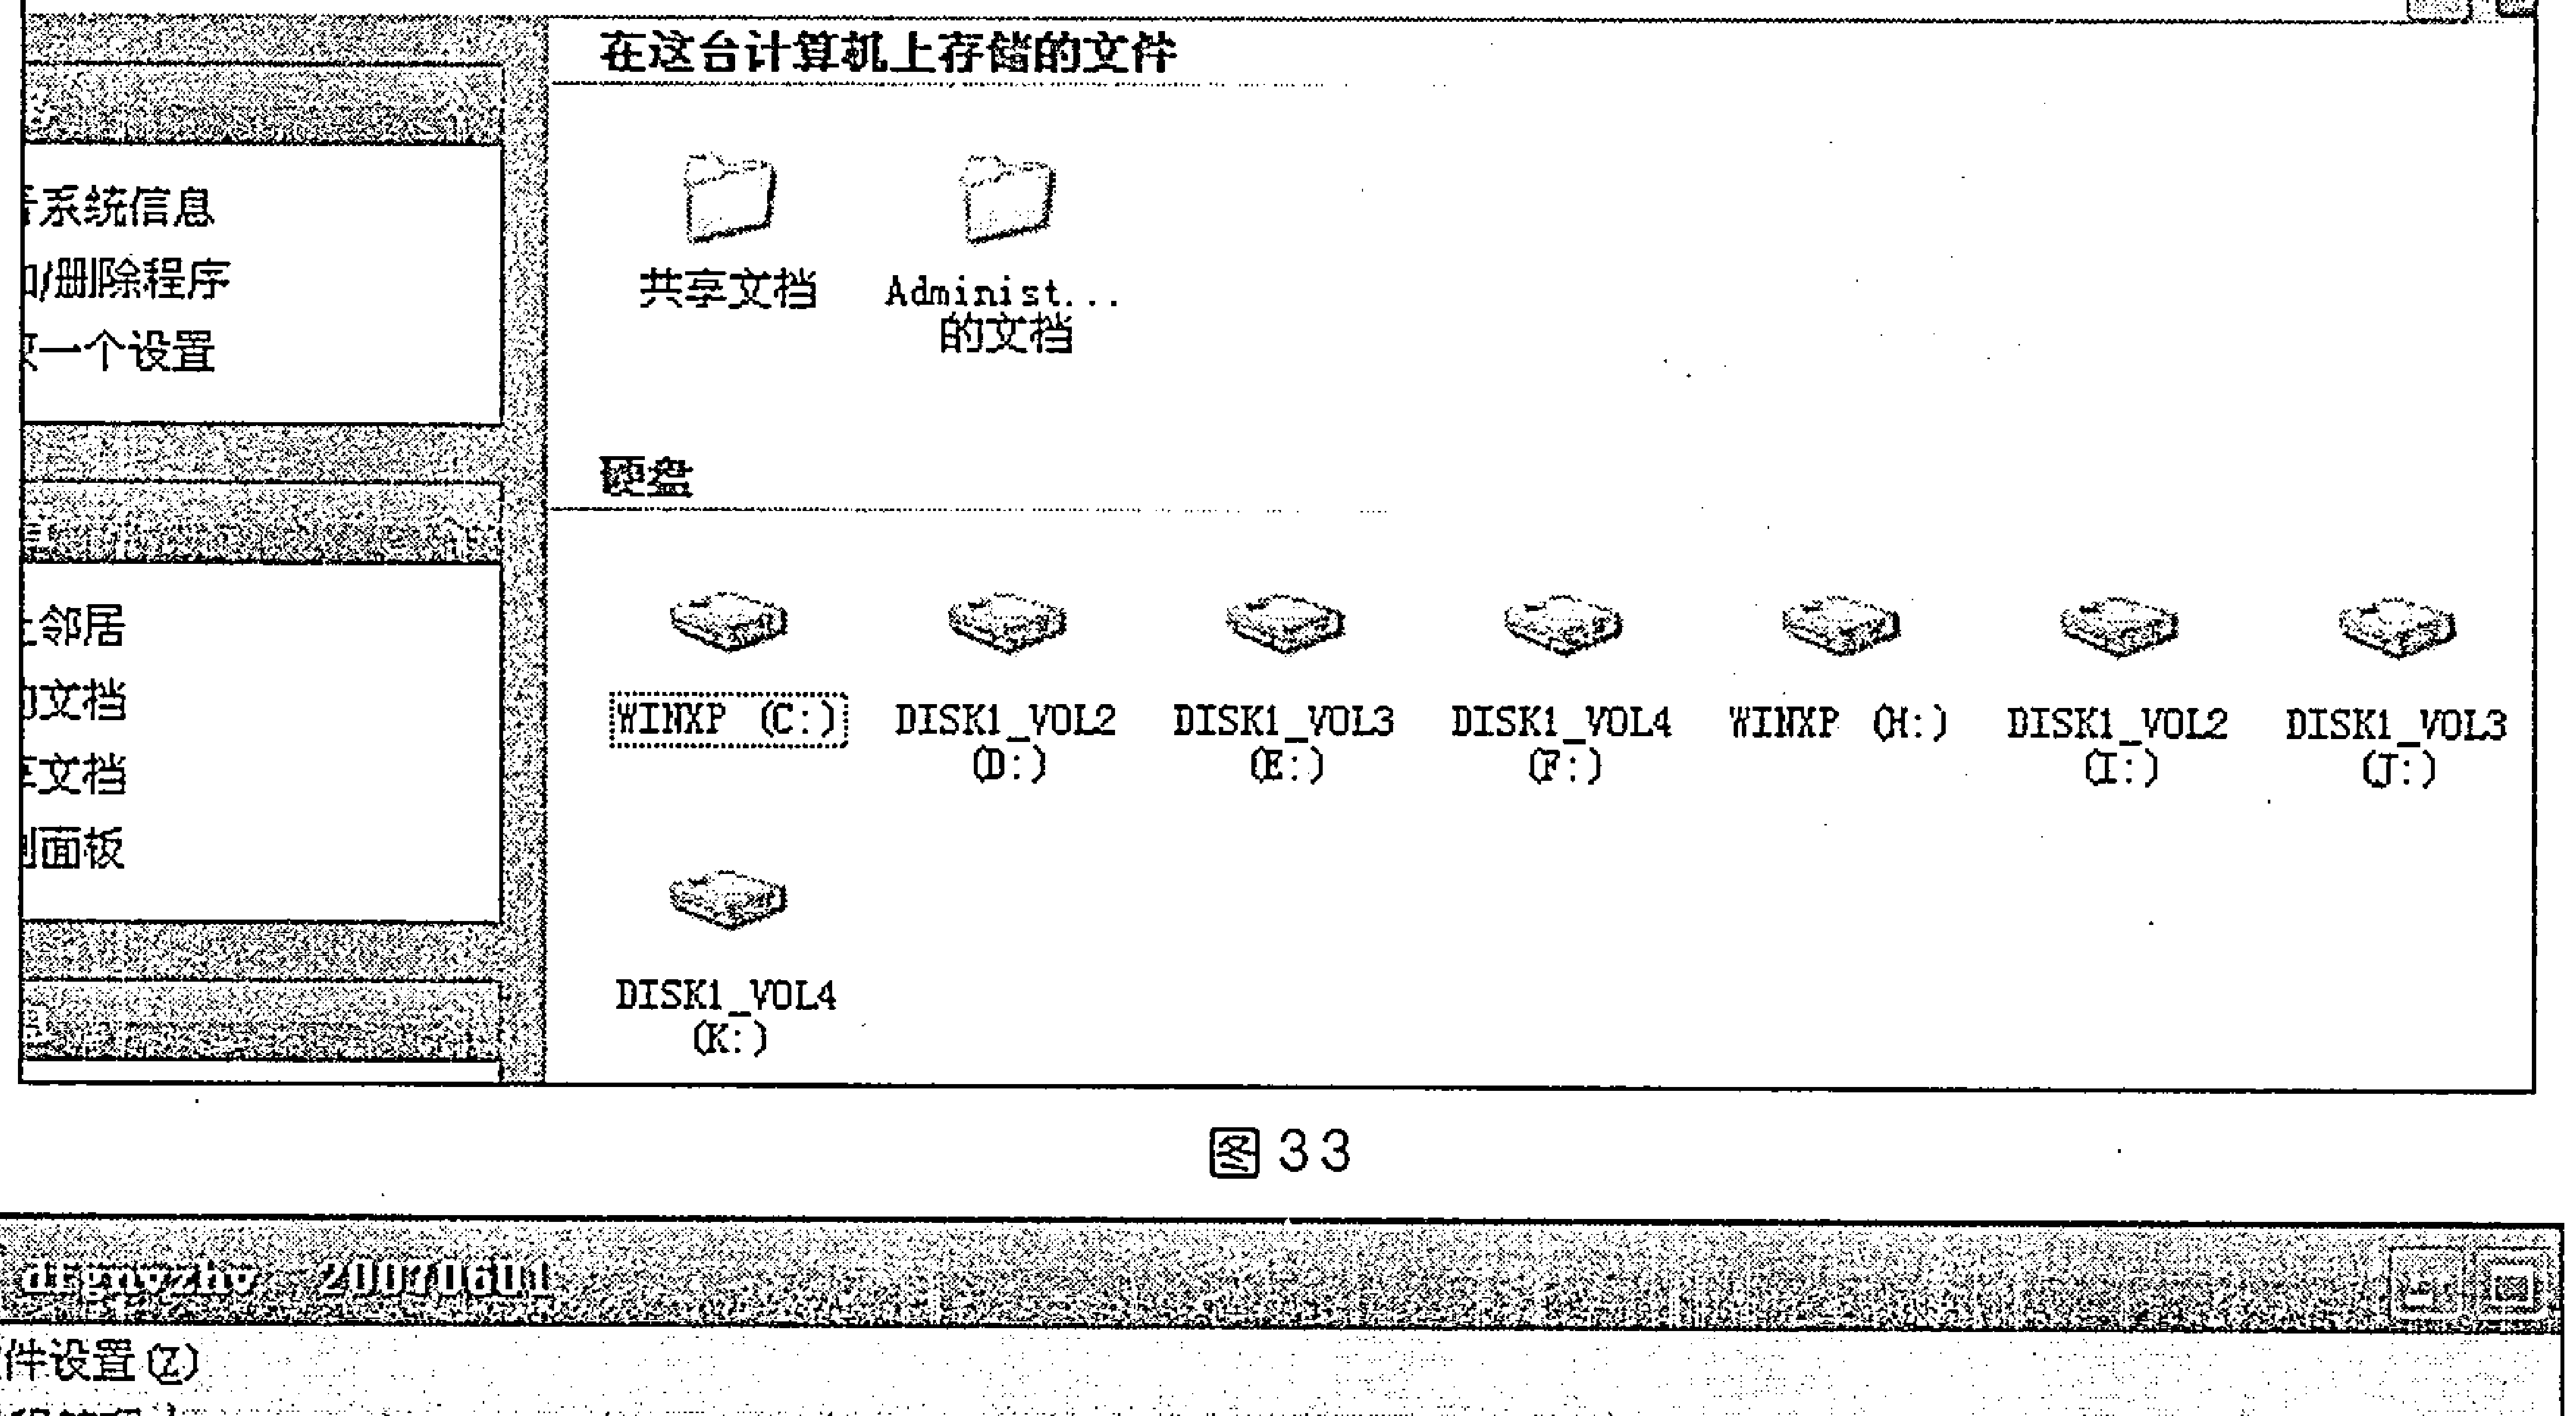 在这台计算机上存储的文件
系统信息
/删除程序
一个设置
共享文档
Administ...
的文档
硬盘
邻居
文档
文档
面板
WINXP (C:)
DISK1_VOL2
(D:)
DISK1_VOL3
(E:)
DISK1_VOL4
(F:)
WINXP (H:)
DISK1_VOL2
(I:)
DISK1_VOL3
(J:)
DISK1_VOL4
(K:)
图 33
20070601
件设置(Z)